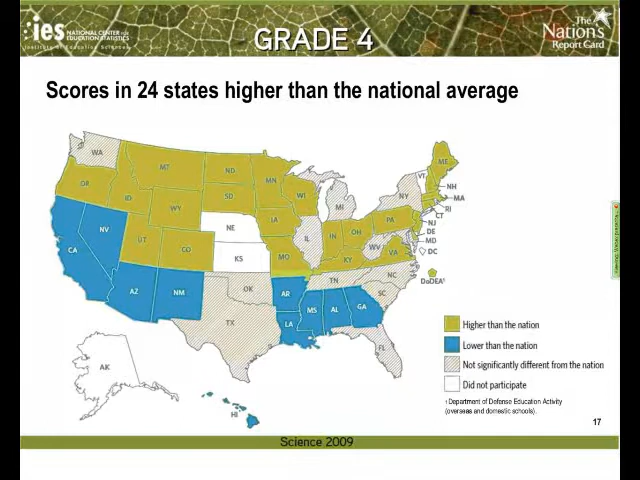 ies NATIONAL CENTER FOR
EDUCATION STATISTICS
Institute of Education Sciences
GRADE 4
The
Nation's
Report Card
Scores in 24 states higher than the national average
WA
MT
ND
MN
ME
VT
OR
ID
SD
WI
NY
NH
MA
WY
MI
RI
CT
NV
IA
PA
NJ
NE
IN
OH
DE
UT
CO
IL
MD
CA
KS
MO
WV
VA
DC
KY
NC
DoDEA¹
AZ
NM
OK
TN
AR
SC
MS
AL
GA
TX
LA
FL
AK
HI
Higher than the nation
Lower than the nation
Not significantly different from the nation
Did not participate
¹ Department of Defense Education Activity
(overseas and domestic schools).
17
Science 2009